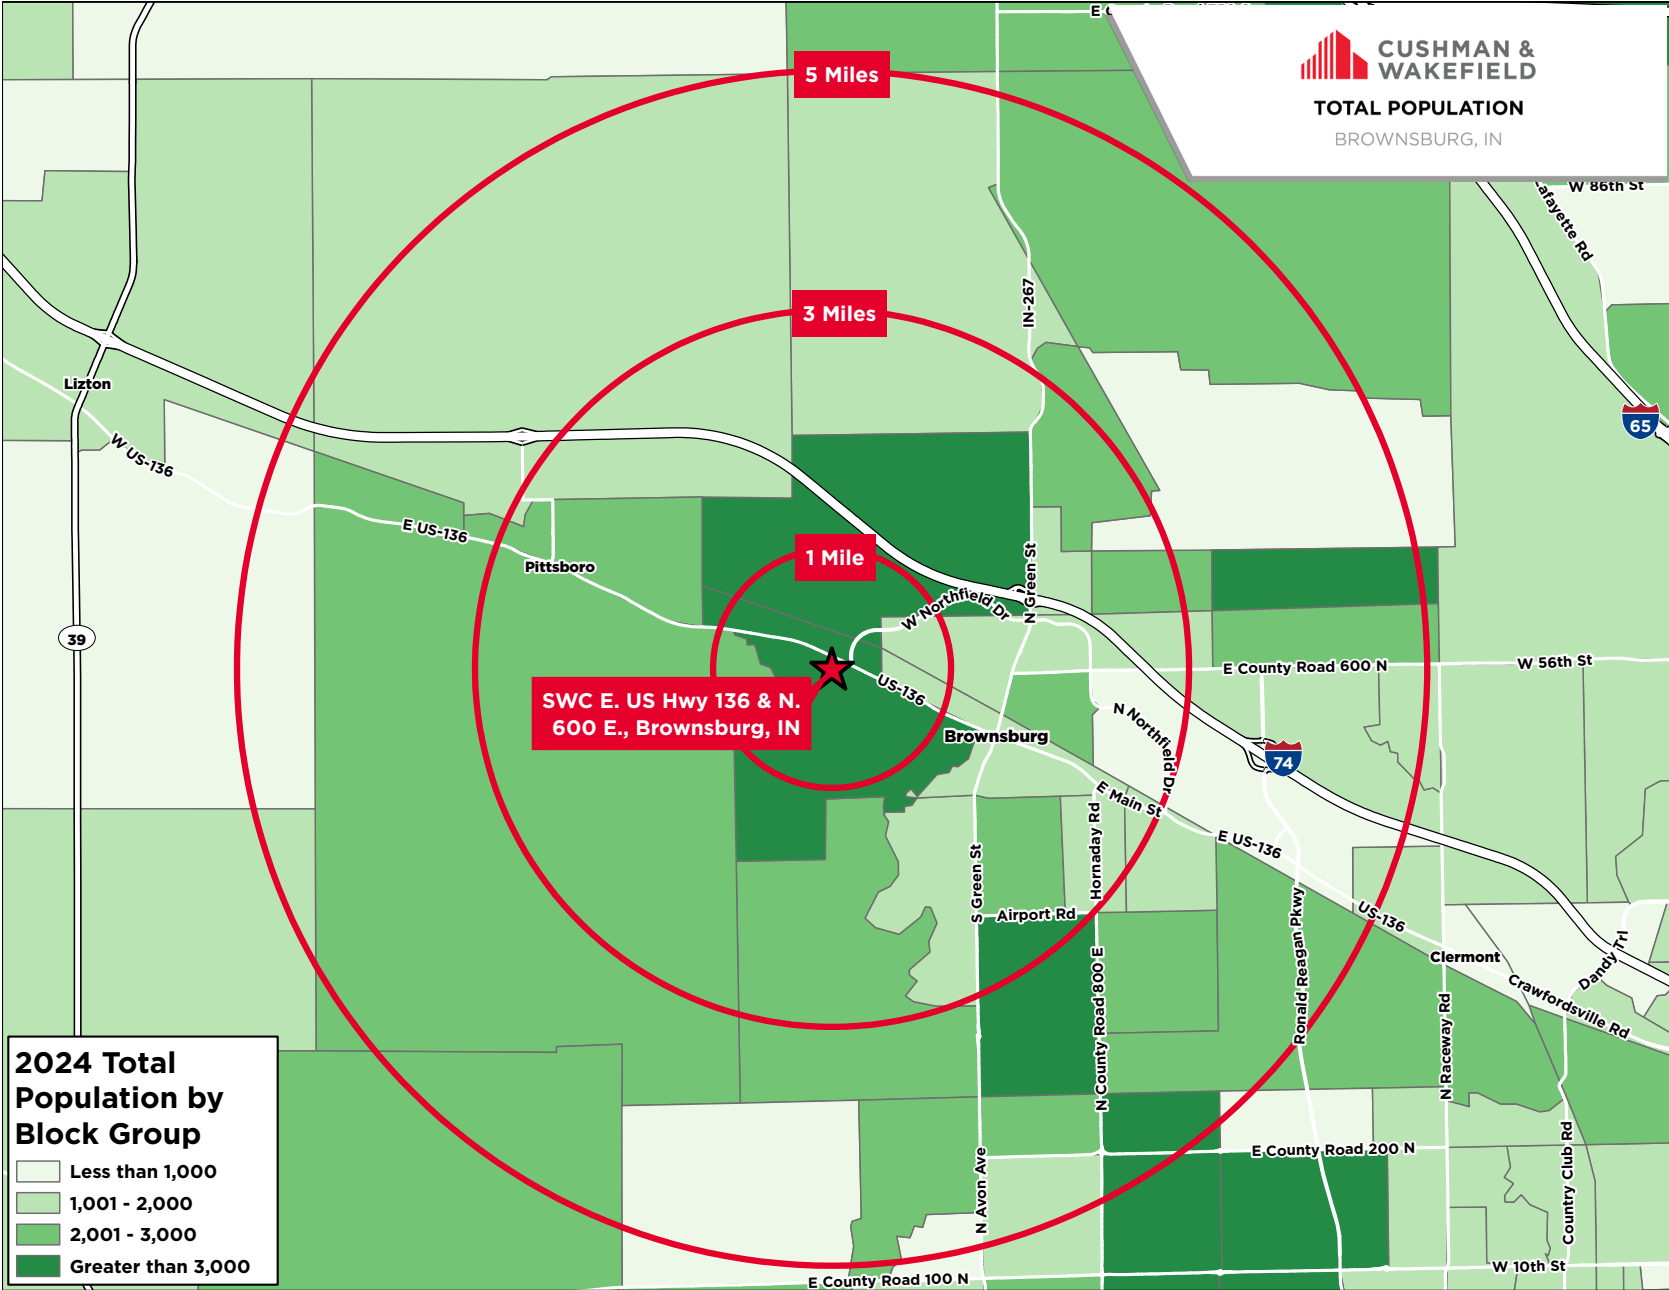 CUSHMAN &
WAKEFIELD
TOTAL POPULATION
BROWNSBURG, IN
5 Miles
W 86th St
Lafayette Rd
3 Miles
IN-267
65
Lizton
W US-136
E US-136
Pittsboro
1 Mile
N Green St
W Northfield Dr
39
E County Road 600 N
W 56th St
SWC E. US Hwy 136 & N.
600 E., Brownsburg, IN
US-136
Brownsburg
N Northfield Dr
74
E Main St
E US-136
Hornaday Rd
S Green St
Airport Rd
Ronald Reagan Pkwy
US-136
Clermont
Dandy Trl
Crawfordsville Rd
N County Road 800 E
N Raceway Rd
2024 Total
Population by
Block Group
Less than 1,000
1,001 - 2,000
2,001 - 3,000
Greater than 3,000
N Avon Ave
E County Road 200 N
Country Club Rd
W 10th St
E County Road 100 N